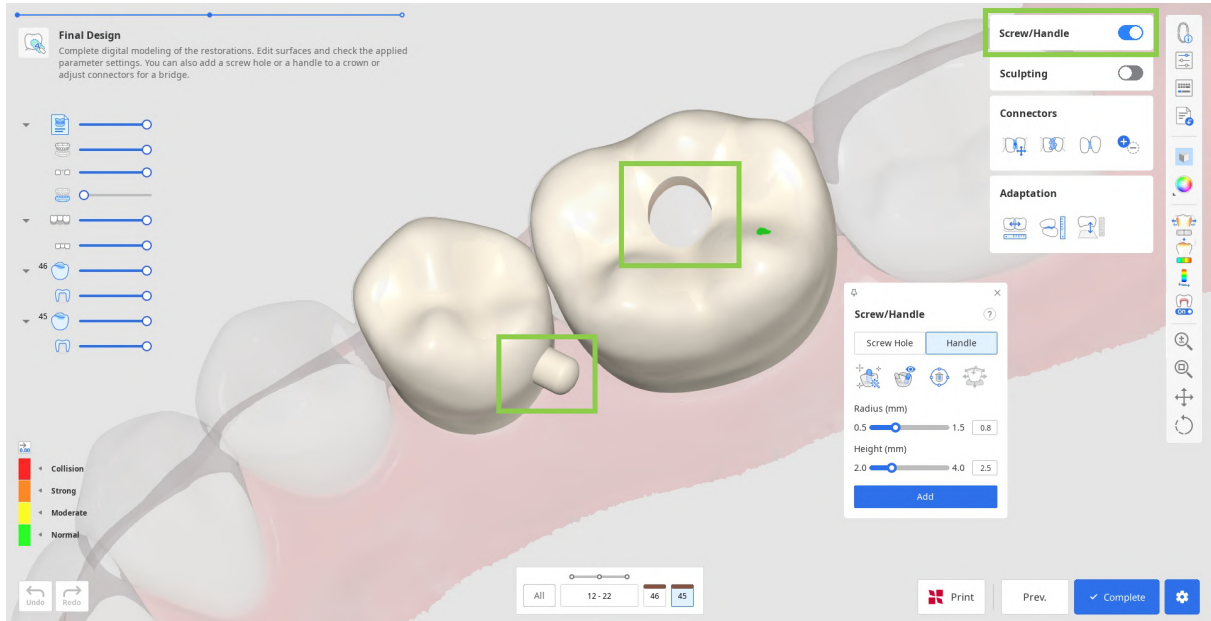 Final Design
Complete digital modeling of the restorations. Edit surfaces and check the applied
parameter settings. You can also add a screw hole or a handle to a crown or
adjust connectors for a bridge.
46
45
0.00
Collision
Strong
Moderate
Normal
Undo
Redo
All
12 - 22
46
45
Screw/Handle
Sculpting
Connectors
Adaptation
Screw/Handle
?
Screw Hole
Handle
Radius (mm)
0.5
1.5
0.8
Height (mm)
2.0
4.0
2.5
Add
ON
Print
Prev.
Complete